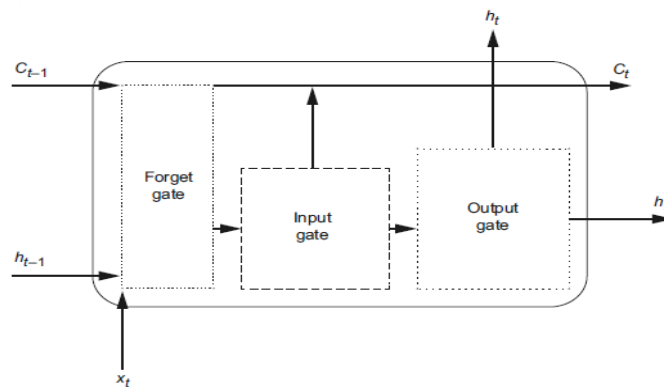 h_t
C_{t-1}
C_t
Forget
gate
Input
gate
Output
gate
h
h_{t-1}
x_t